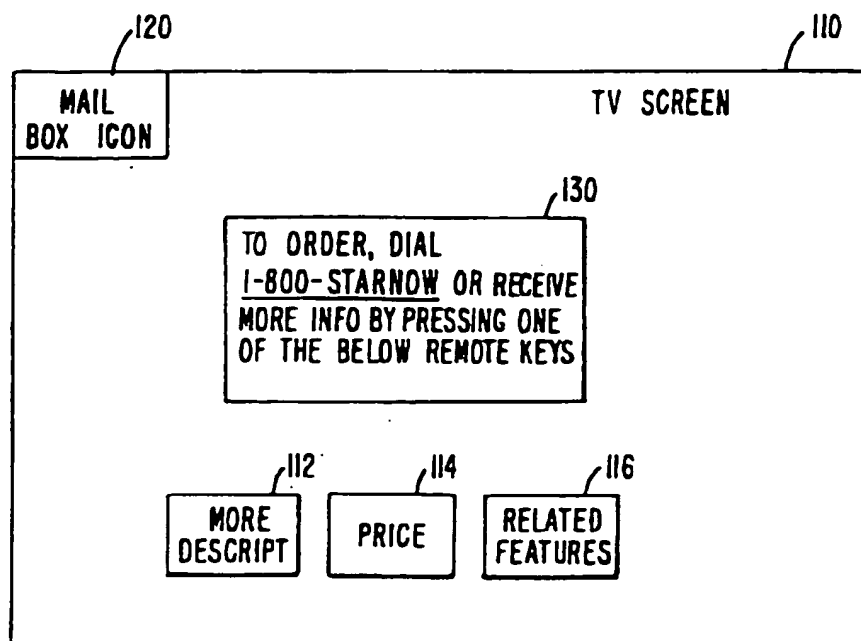 120
110
MAIL
BOX ICON
TV SCREEN
130
TO ORDER, DIAL
1-800-STARNOW OR RECEIVE
MORE INFO BY PRESSING ONE
OF THE BELOW REMOTE KEYS
112
114
116
MORE
DESCRIPT
PRICE
RELATED
FEATURES